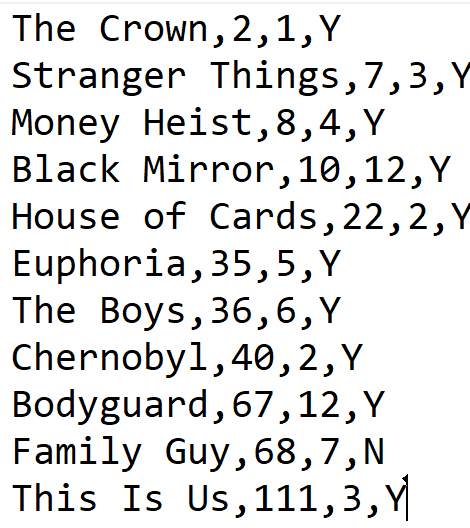 The Crown,2,1,Y
Stranger Things,7,3,Y
Money Heist,8,4,Y
Black Mirror,10,12,Y
House of Cards,22,2,Y
Euphoria,35,5,Y
The Boys,36,6,Y
Chernobyl,40,2,Y
Bodyguard,67,12,Y
Family Guy,68,7,N
This Is Us,111,3,Y